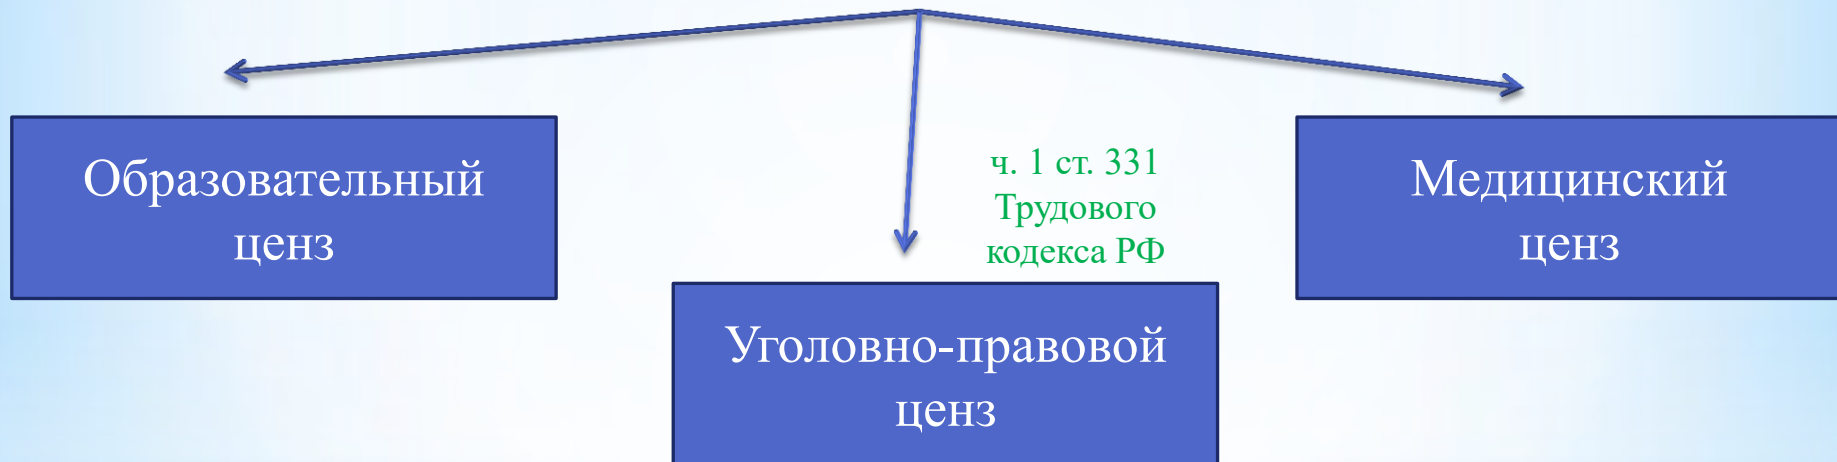 Образовательный
ценз
ч. 1 ст. 331
Трудового
кодекса РФ
Медицинский
ценз
Уголовно-правовой
ценз